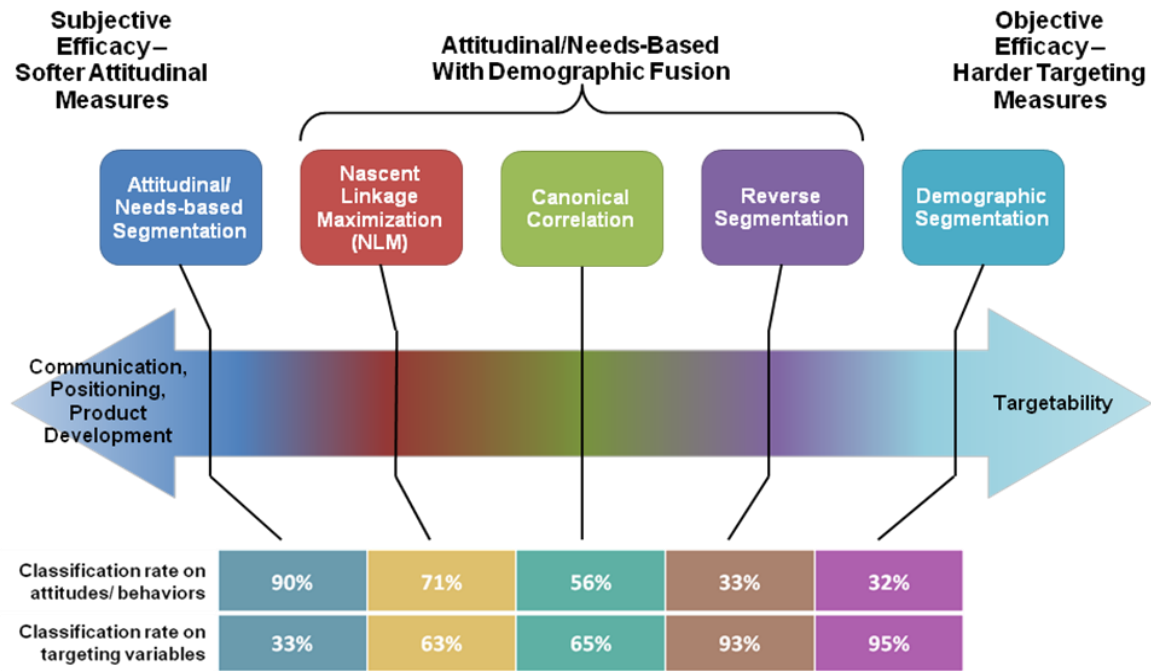 Subjective
Efficacy–
Softer Attitudinal
Measures
Attitudinal/Needs-Based
With Demographic Fusion
Objective
Efficacy–
Harder Targeting
Measures
Attitudinal/
Needs-based
Segmentation
Nascent
Linkage
Maximization
(NLM)
Canonical
Correlation
Reverse
Segmentation
Demographic
Segmentation
Communication,
Positioning,
Product
Development
Targetability
Classification rate on
attitudes/ behaviors
90% 71% 56% 33% 32%
Classification rate on
targeting variables
33% 63% 65% 93% 95%